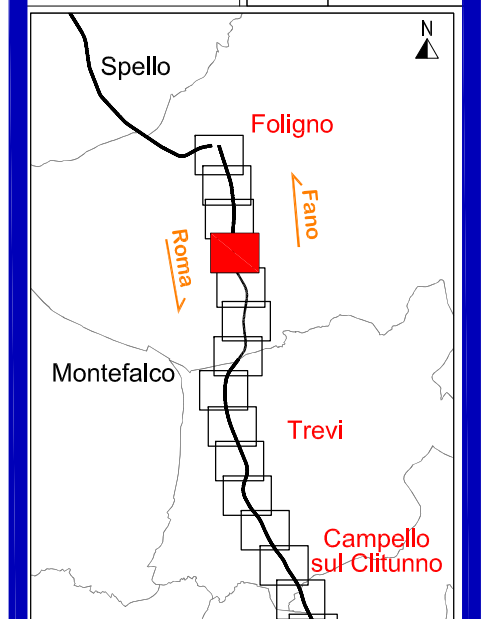 N
Spello
Foligno
Fano
Roma
Montefalco
Trevi
Campello
sul Clitunno